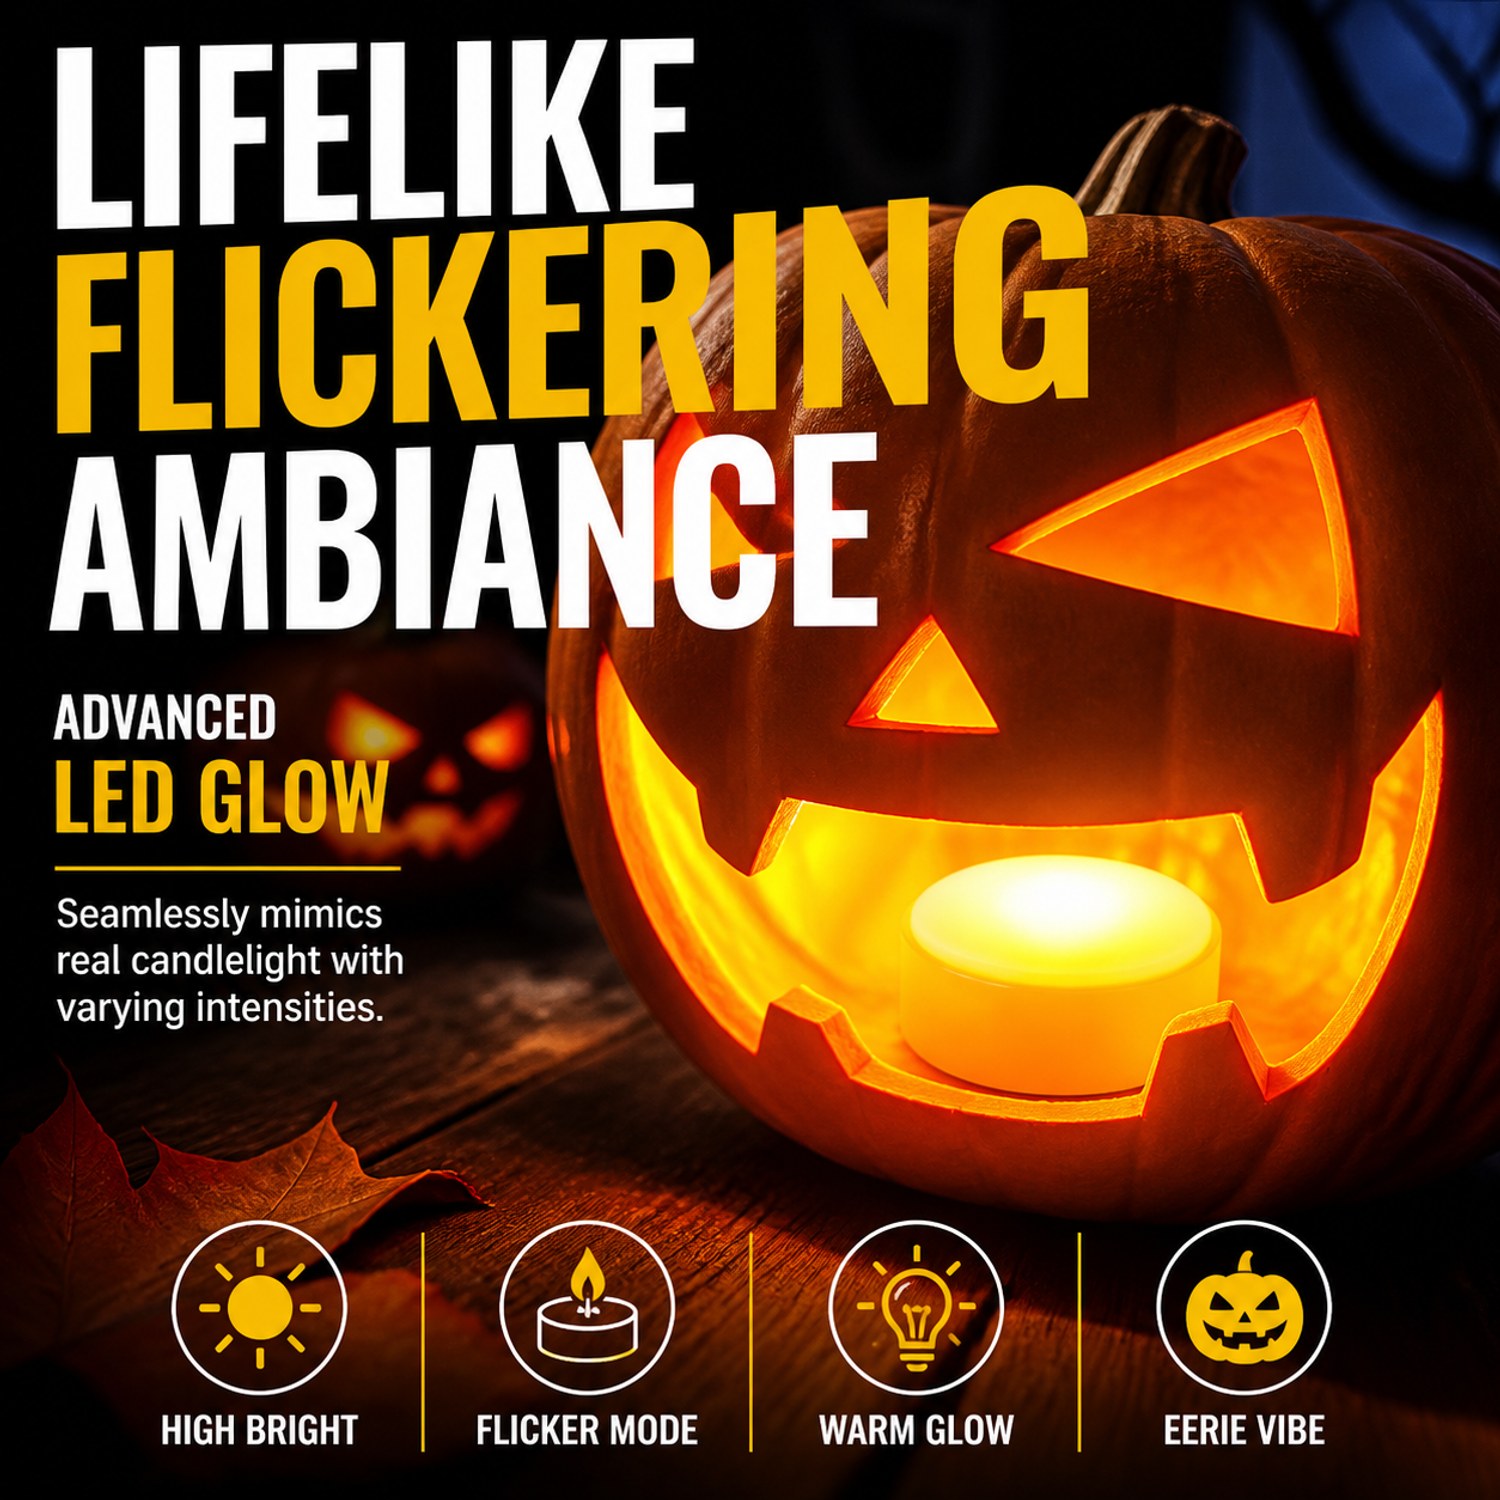 LIFELIKE
FLICKERING
AMBIANCE
ADVANCED
LED GLOW
Seamlessly mimics
real candlelight with
varying intensities.
HIGH BRIGHT
FLICKER MODE
WARM GLOW
EERIE VIBE